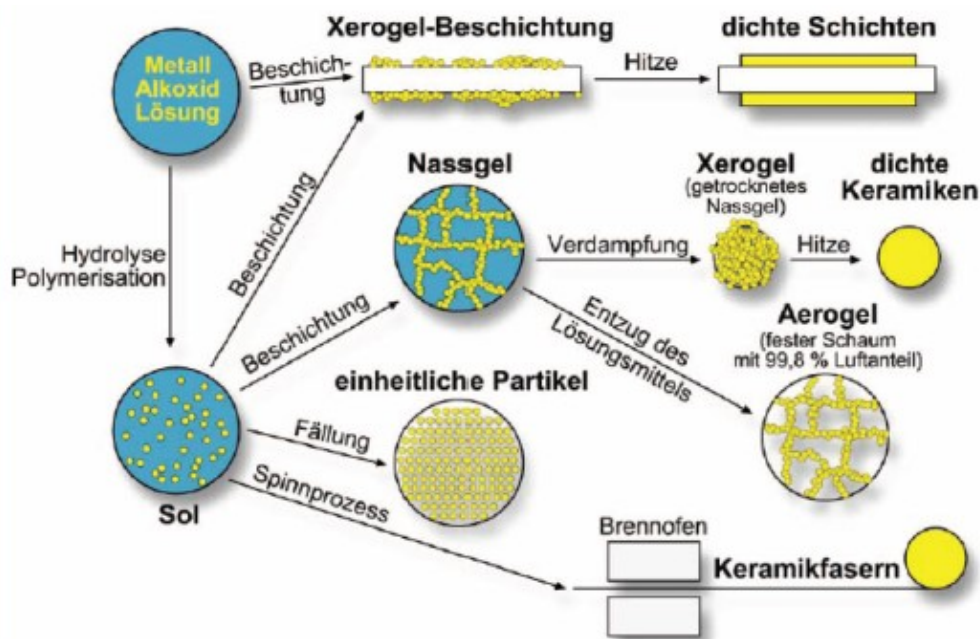 Xerogel-Beschichtung
dichte Schichten
Metall
Alkoxid
Lösung
Beschich-
tung
Hitze
Nassgel
Xerogel
(getrocknetes
Nassgel)
dichte
Keramiken
Hydrolyse
Polymerisation
Beschichtung
Verdampfung
Hitze
Beschichtung
Entzug des
Lösungsmittels
Aerogel
(fester Schaum
mit 99,8 % Luftanteil)
einheitliche Partikel
Fällung
Sol
Spinnprozess
Brennofen
Keramikfasern